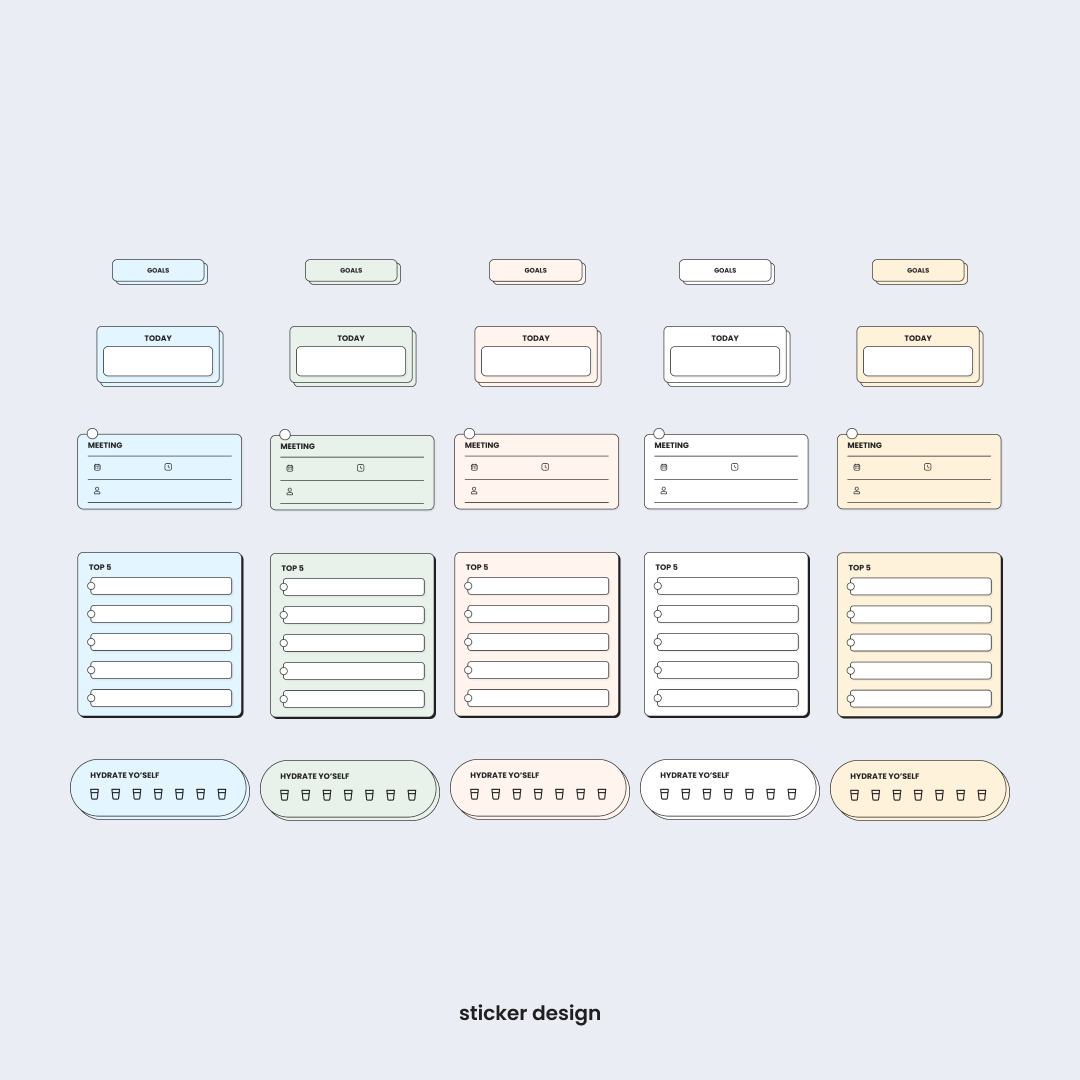 GOALS GOALS GOALS GOALS GOALS
TODAY TODAY TODAY TODAY TODAY
MEETING MEETING MEETING MEETING MEETING
TOP 5 TOP 5 TOP 5 TOP 5 TOP 5
HYDRATE YO'SELF HYDRATE YO'SELF HYDRATE YO'SELF HYDRATE YO'SELF HYDRATE YO'SELF
sticker design